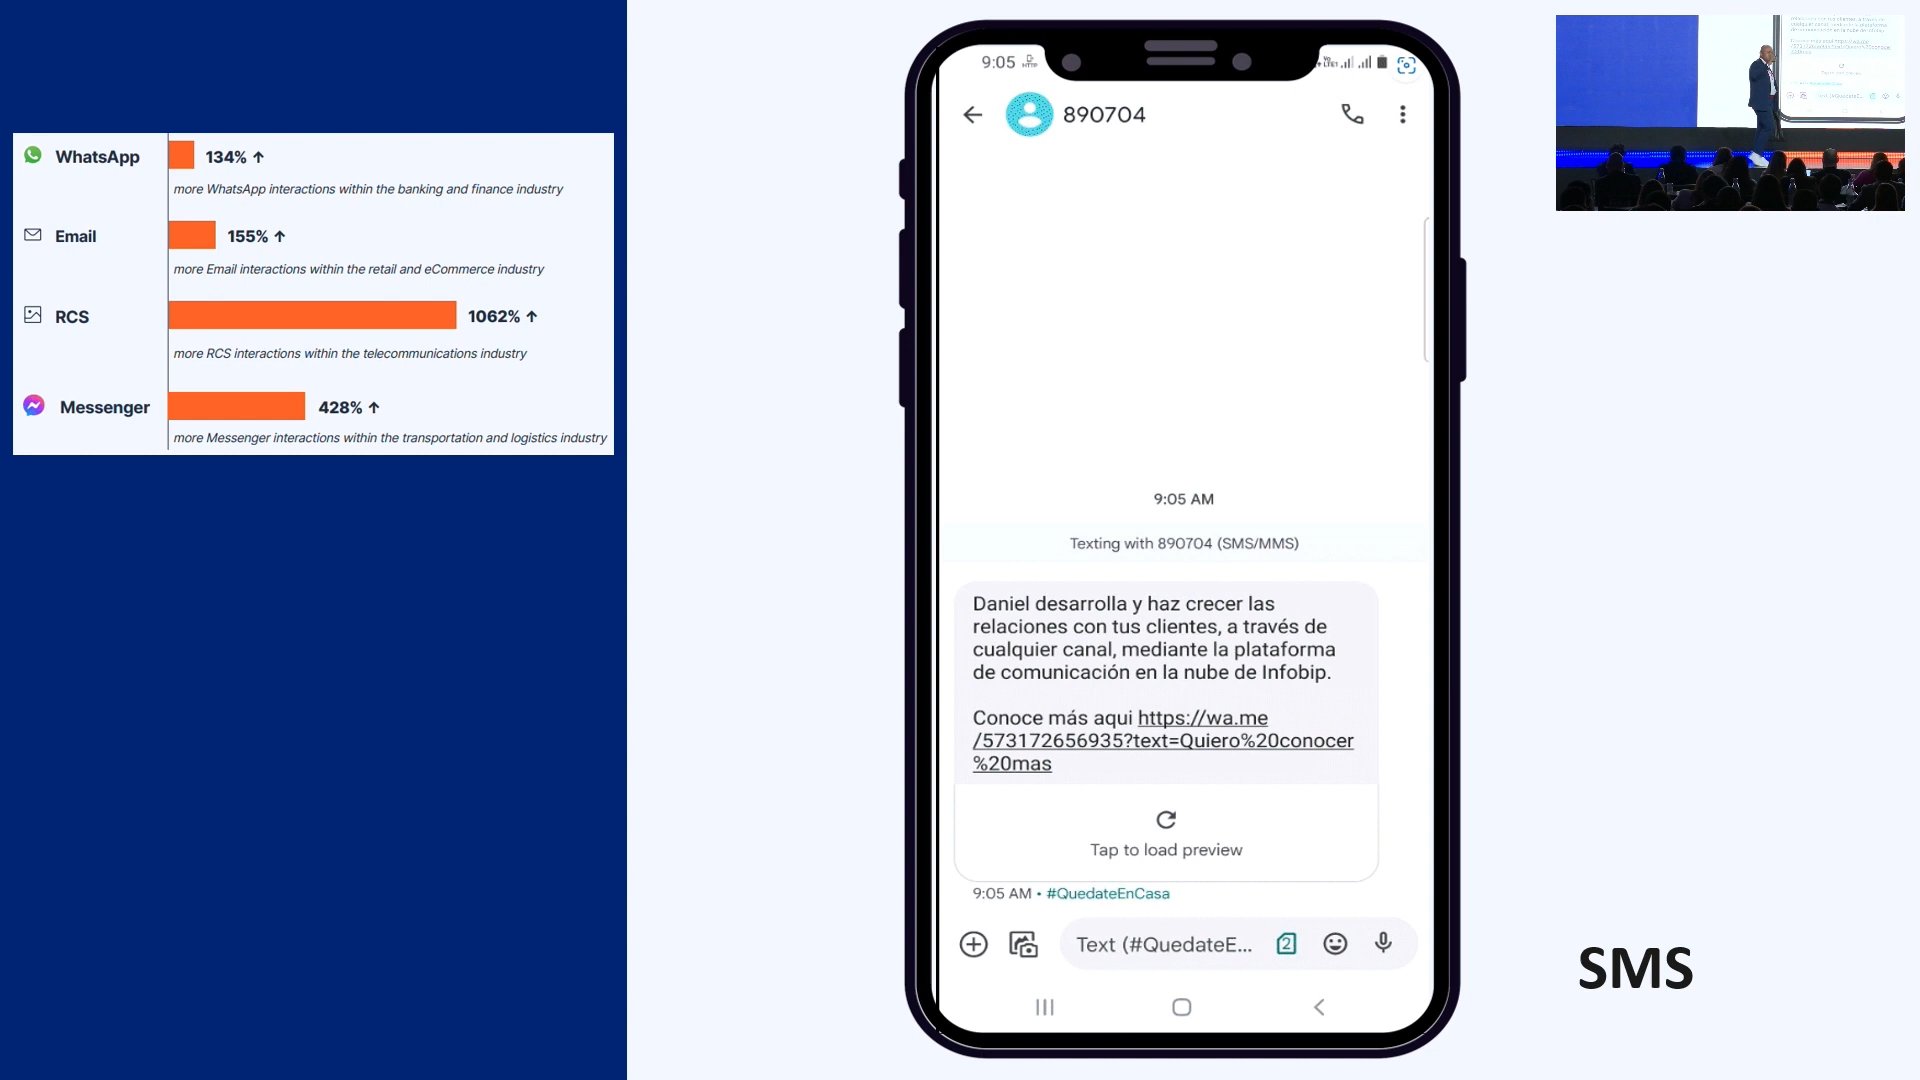 WhatsApp
134% ↑
more WhatsApp interactions within the banking and finance industry
Email
155% ↑
more Email interactions within the retail and eCommerce industry
RCS
1062% ↑
more RCS interactions within the telecommunications industry
Messenger
428% ↑
more Messenger interactions within the transportation and logistics industry
9:05
890704
9:05 AM
Texting with 890704 (SMS/MMS)
Daniel desarrolla y haz crecer las
relaciones con tus clientes, a través de
cualquier canal, mediante la plataforma
de comunicación en la nube de Infobip.
Conoce más aqui https://wa.me
/573172656935?text=Quiero%20conocer
%20mas
Tap to load preview
9:05 AM • #QuedateEnCasa
Text (#QuedateE...
2
SMS